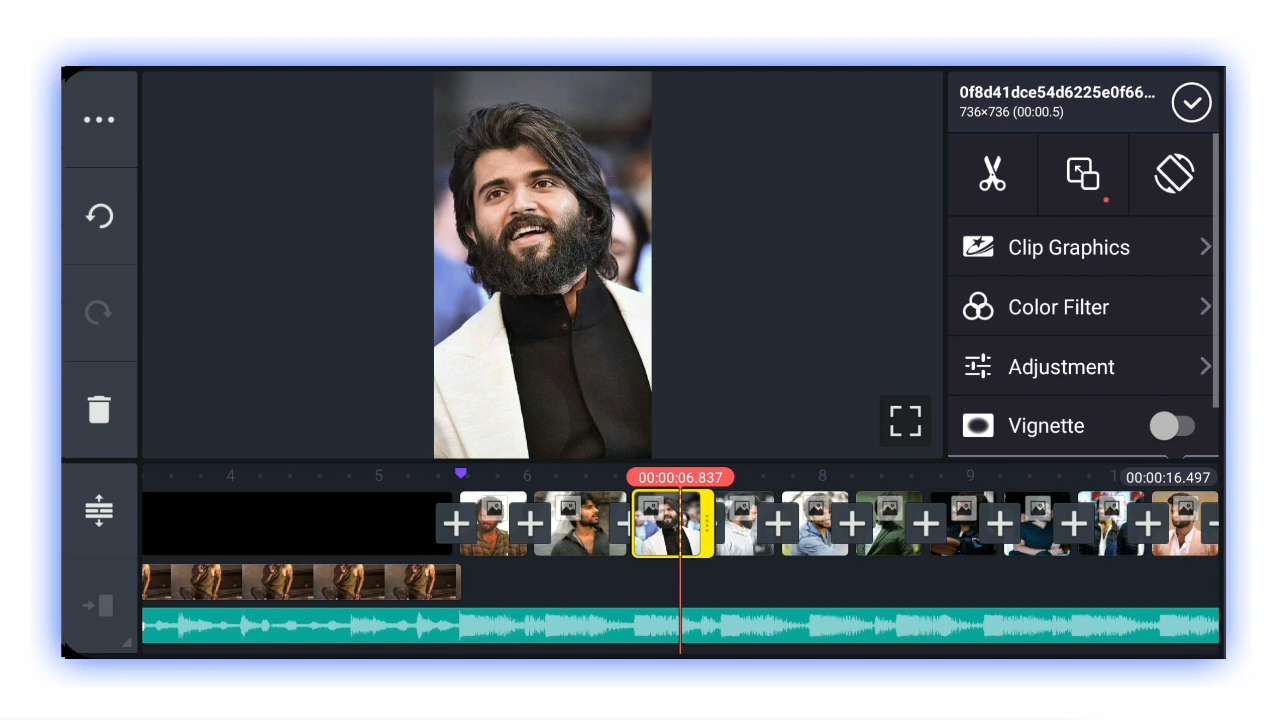 0f8d41dce54d6225e0f66…
736×736 (00:00.5)
Clip Graphics
Color Filter
Adjustment
Vignette
4
5
6
00:00:06.837
8
9
1
00:00:16.497